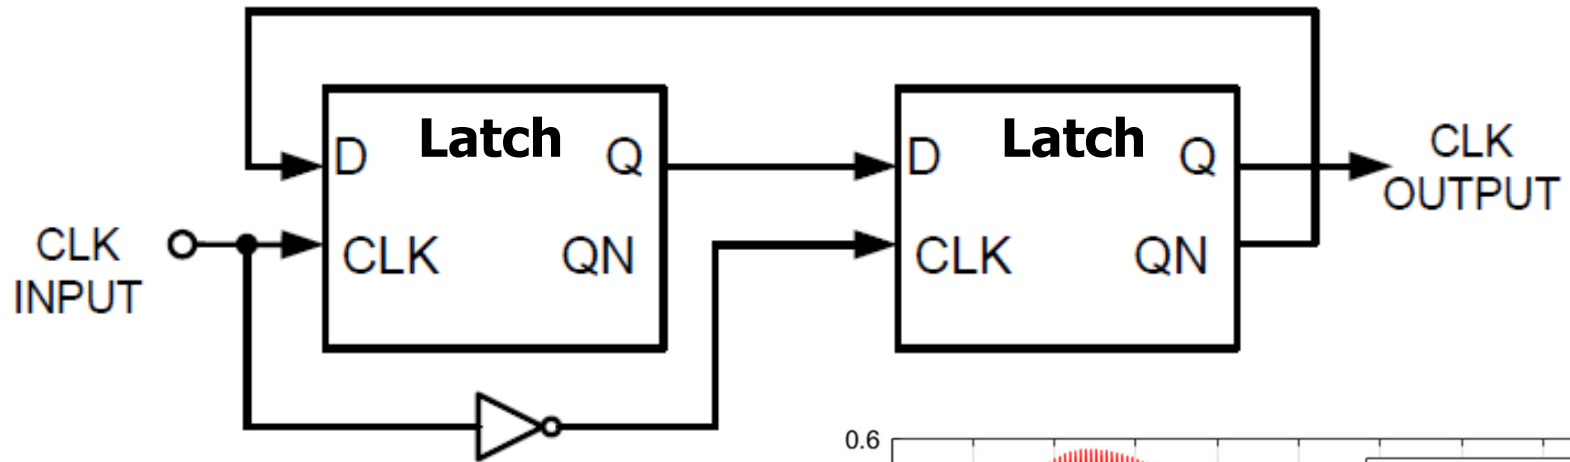 Latch
D
Q
CLK
QN
Latch
D
Q
CLK
QN
CLK
INPUT
CLK
OUTPUT
0.6